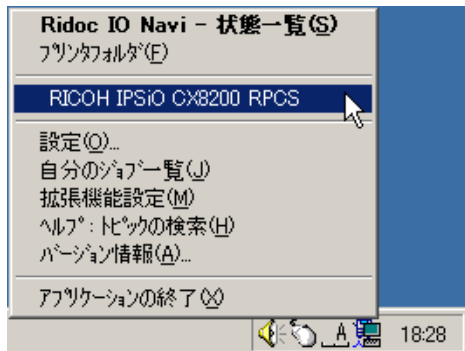 Ridoc IO Navi - 状態一覧(S)
ﾌﾟﾘﾝﾀﾌｫﾙﾀﾞ(F)
RICOH IPSiO CX8200 RPCS
設定(O)...
自分のｼﾞｮﾌﾞ一覧(J)
拡張機能設定(M)
ﾍﾙﾌﾟ: ﾄﾋﾟｯｸの検索(H)
ﾊﾞｰｼﾞｮﾝ情報(A)...
ｱﾌﾟﾘｹｰｼｮﾝの終了(X)
A 18:28